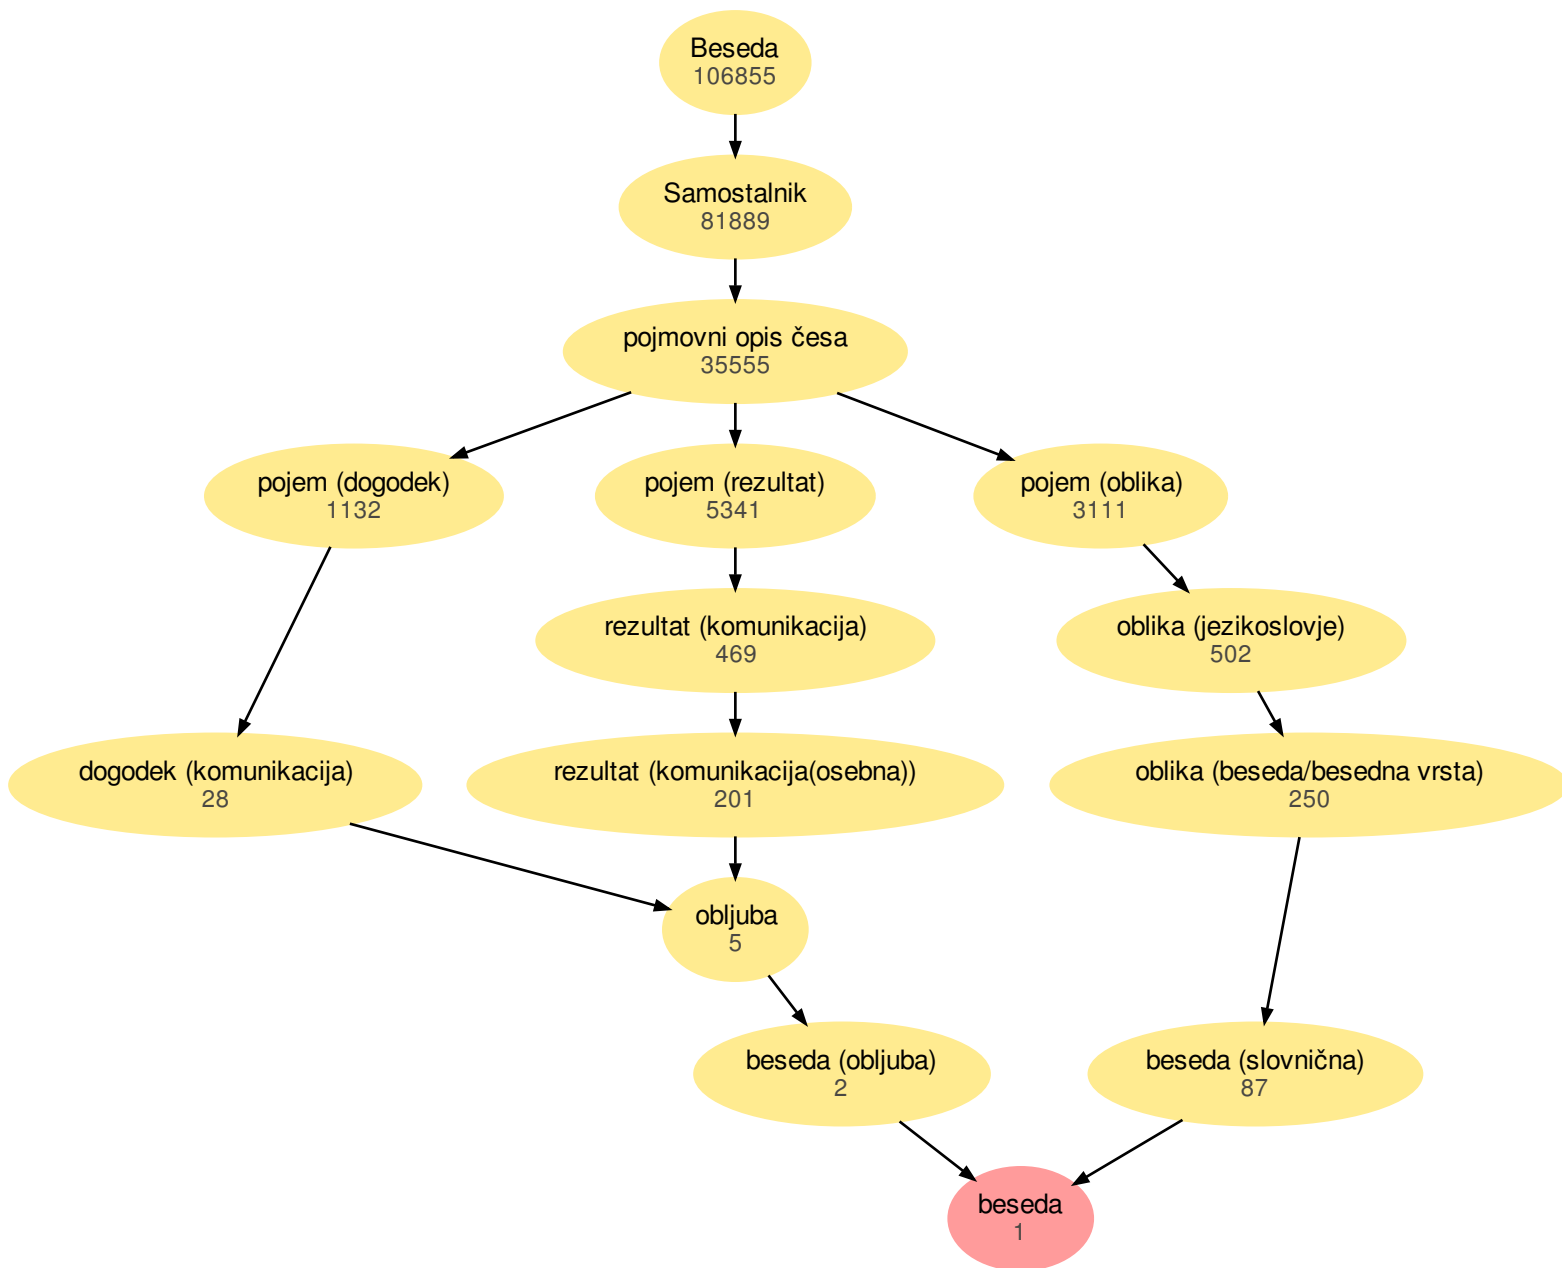 Beseda
106855
Samostalnik
81889
pojmovni opis česa
35555
pojem (dogodek)
1132
pojem (rezultat)
5341
pojem (oblika)
3111
rezultat (komunikacija)
469
oblika (jezikoslovje)
502
dogodek (komunikacija)
28
rezultat (komunikacija(osebna))
201
oblika (beseda/besedna vrsta)
250
obljuba
5
beseda (obljuba)
2
beseda (slovnična)
87
beseda
1